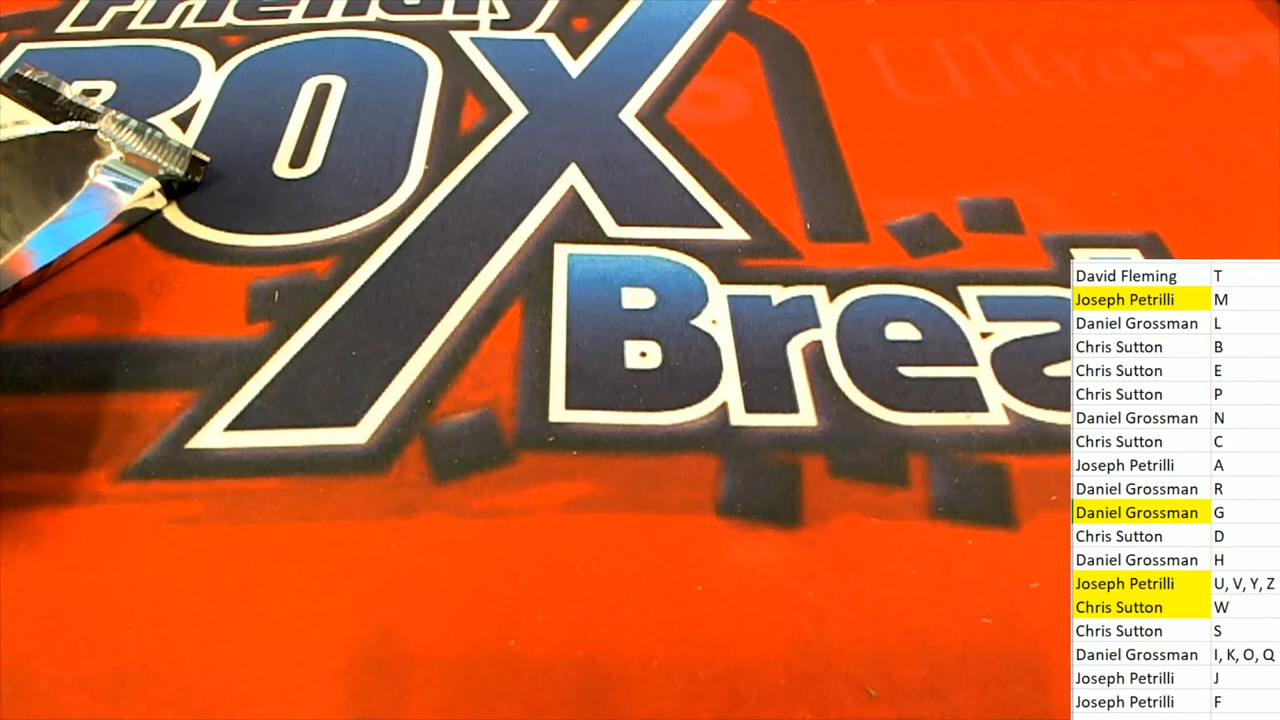 Friendly
BOX
Ultra•PR
Brea
David Fleming T
Joseph Petrilli M
Daniel Grossman L
Chris Sutton B
Chris Sutton E
Chris Sutton P
Daniel Grossman N
Chris Sutton C
Joseph Petrilli A
Daniel Grossman R
Daniel Grossman G
Chris Sutton D
Daniel Grossman H
Joseph Petrilli U, V, Y, Z
Chris Sutton W
Chris Sutton S
Daniel Grossman I, K, O, Q
Joseph Petrilli J
Joseph Petrilli F